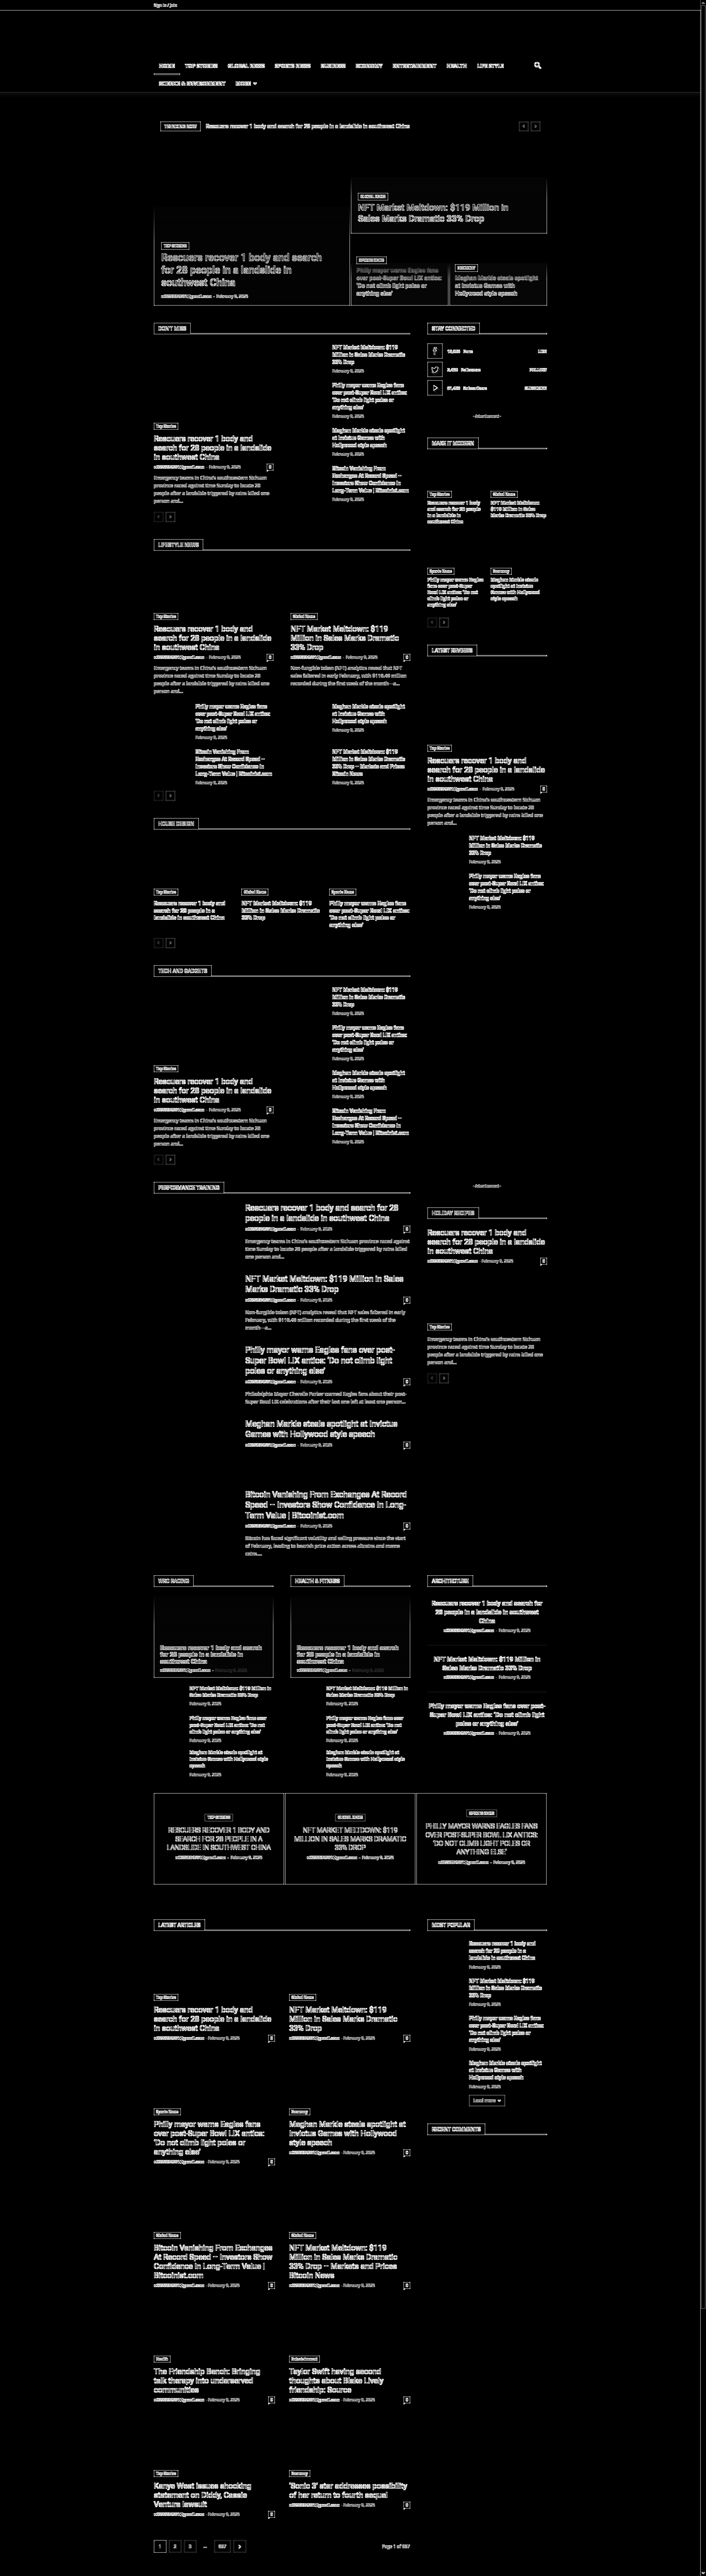 Sign in / Join
HOME TOP STORIES GLOBAL NEWS SPORTS NEWS BUSINESS ECONOMY ENTERTAINMENT HEALTH LIFE STYLE
SCIENCE & ENVIRONMENT MORE
TRENDING NOW Rescuers recover 1 body and search for 28 people in a landslide in southwest China
TOP STORIES
Rescuers recover 1 body and search
for 28 people in a landslide in
southwest China
February 9, 2025
GLOBAL NEWS
NFT Market Meltdown: $119 Million in
Sales Marks Dramatic 33% Drop
SPORTS NEWS
Philly mayor warns Eagles fans
over post-Super Bowl LIX antics:
'Do not climb light poles or
anything else'
ECONOMY
Meghan Markle steals spotlight
at Invictus Games with
Hollywood style speech
DON'T MISS
Top Stories
Rescuers recover 1 body and
search for 28 people in a landslide
in southwest China
February 9, 2025 0
Emergency teams in China's southwestern Sichuan
province raced against time Sunday to locate 28
people after a landslide triggered by rains killed one
person and...
NFT Market Meltdown: $119
Million in Sales Marks Dramatic
33% Drop
February 9, 2025
Philly mayor warns Eagles fans
over post-Super Bowl LIX antics:
'Do not climb light poles or
anything else'
February 9, 2025
Meghan Markle steals spotlight
at Invictus Games with
Hollywood style speech
February 9, 2025
Bitcoin Vanishing From
Exchanges At Record Speed –
Investors Show Confidence In
Long-Term Value | Bitcoinist.com
February 9, 2025
STAY CONNECTED
Fans LIKE
Followers FOLLOW
Subscribers SUBSCRIBE
- Advertisement -
MAKE IT MODERN
Top Stories
Rescuers recover 1 body and
search for 28 people
in a landslide in
southwest China
Global News
NFT Market Meltdown:
$119 Million in Sales
Marks Dramatic 33% Drop
Sports News
Philly mayor warns Eagles
fans over post-Super
Bowl LIX antics: 'Do not
climb light poles or
anything else'
Economy
Meghan Markle steals
spotlight at Invictus
Games with Hollywood
style speech
LIFESTYLE NEWS
Top Stories
Rescuers recover 1 body and
search for 28 people in a landslide
in southwest China
February 9, 2025 0
Emergency teams in China's southwestern Sichuan
province raced against time Sunday to locate 28
people after a landslide triggered by rains killed one
person and...
Global News
NFT Market Meltdown: $119
Million in Sales Marks Dramatic
33% Drop
February 9, 2025 0
Non-fungible token (NFT) analytics reveal that NFT
sales faltered in early February, with $119.46 million
recorded during the first week of the month –a...
Philly mayor warns Eagles fans
over post-Super Bowl LIX antics:
'Do not climb light poles or
anything else'
February 9, 2025
Meghan Markle steals spotlight
at Invictus Games with
Hollywood style speech
February 9, 2025
Bitcoin Vanishing From
Exchanges At Record Speed –
Investors Show Confidence In
Long-Term Value | Bitcoinist.com
February 9, 2025
NFT Market Meltdown: $119
Million in Sales Marks Dramatic
33% Drop – Markets and Prices
Bitcoin News
February 9, 2025
LATEST REVIEWS
Top Stories
Rescuers recover 1 body and
search for 28 people in a landslide
in southwest China
February 9, 2025 0
Emergency teams in China's southwestern Sichuan
province raced against time Sunday to locate 28
people after a landslide triggered by rains killed one
person and...
NFT Market Meltdown: $119
Million in Sales Marks Dramatic
33% Drop
February 9, 2025
Philly mayor warns Eagles fans
over post-Super Bowl LIX antics:
'Do not climb light poles or
anything else'
February 9, 2025
HOUSE DESIGN
Top Stories
Rescuers recover 1 body and
search for 28 people in a
landslide in southwest China
Global News
NFT Market Meltdown: $119
Million in Sales Marks Dramatic
33% Drop
Sports News
Philly mayor warns Eagles fans
over post-Super Bowl LIX antics:
'Do not climb light poles or
anything else'
TECH AND GADGETS
Top Stories
Rescuers recover 1 body and
search for 28 people in a landslide
in southwest China
February 9, 2025 0
Emergency teams in China's southwestern Sichuan
province raced against time Sunday to locate 28
people after a landslide triggered by rains killed one
person and...
NFT Market Meltdown: $119
Million in Sales Marks Dramatic
33% Drop
February 9, 2025
Philly mayor warns Eagles fans
over post-Super Bowl LIX antics:
'Do not climb light poles or
anything else'
February 9, 2025
Meghan Markle steals spotlight
at Invictus Games with
Hollywood style speech
February 9, 2025
Bitcoin Vanishing From
Exchanges At Record Speed –
Investors Show Confidence In
Long-Term Value | Bitcoinist.com
February 9, 2025
PERFORMANCE TRAINING
Rescuers recover 1 body and search for 28
people in a landslide in southwest China
February 9, 2025 0
Emergency teams in China's southwestern Sichuan province raced against
time Sunday to locate 28 people after a landslide triggered by rains killed
one person and...
NFT Market Meltdown: $119 Million in Sales
Marks Dramatic 33% Drop
February 9, 2025 0
Non-fungible token (NFT) analytics reveal that NFT sales faltered in early
February, with $119.46 million recorded during the first week of the
month –a...
Philly mayor warns Eagles fans over post-
Super Bowl LIX antics: 'Do not climb light
poles or anything else'
February 9, 2025 0
Philadelphia Mayor Cherelle Parker warned Eagles fans about their post-
Super Bowl LIX celebrations after their last one left at least one person...
Meghan Markle steals spotlight at Invictus
Games with Hollywood style speech
February 9, 2025 0
Bitcoin Vanishing From Exchanges At Record
Speed – Investors Show Confidence In Long-
Term Value | Bitcoinist.com
February 9, 2025 0
Bitcoin has faced significant volatility and selling pressure since the start
of February, leading to bearish price action across altcoins and meme
coins....
- Advertisement -
HOLIDAY RECIPES
Rescuers recover 1 body and
search for 28 people in a landslide
in southwest China
February 9, 2025 0
Top Stories
Emergency teams in China's southwestern Sichuan
province raced against time Sunday to locate 28
people after a landslide triggered by rains killed one
person and...
WRC RACING
Rescuers recover 1 body and search
for 28 people in a landslide in
southwest China
February 9, 2025
NFT Market Meltdown: $119 Million in
Sales Marks Dramatic 33% Drop
February 9, 2025
Philly mayor warns Eagles fans over
post-Super Bowl LIX antics: 'Do not
climb light poles or anything else'
February 9, 2025
Meghan Markle steals spotlight at
Invictus Games with Hollywood style
speech
February 9, 2025
HEALTH & FITNESS
Rescuers recover 1 body and search
for 28 people in a landslide in
southwest China
February 9, 2025
NFT Market Meltdown: $119 Million in
Sales Marks Dramatic 33% Drop
February 9, 2025
Philly mayor warns Eagles fans over
post-Super Bowl LIX antics: 'Do not
climb light poles or anything else'
February 9, 2025
Meghan Markle steals spotlight at
Invictus Games with Hollywood style
speech
February 9, 2025
ARCHITECTURE
Rescuers recover 1 body and search for
28 people in a landslide in southwest
China
February 9, 2025
NFT Market Meltdown: $119 Million in
Sales Marks Dramatic 33% Drop
February 9, 2025
Philly mayor warns Eagles fans over post-
Super Bowl LIX antics: 'Do not climb light
poles or anything else'
February 9, 2025
TOP STORIES
RESCUERS RECOVER 1 BODY AND
SEARCH FOR 28 PEOPLE IN A
LANDSLIDE IN SOUTHWEST CHINA
February 9, 2025
GLOBAL NEWS
NFT MARKET MELTDOWN: $119
MILLION IN SALES MARKS DRAMATIC
33% DROP
February 9, 2025
SPORTS NEWS
PHILLY MAYOR WARNS EAGLES FANS
OVER POST-SUPER BOWL LIX ANTICS:
'DO NOT CLIMB LIGHT POLES OR
ANYTHING ELSE'
February 9, 2025
LATEST ARTICLES
Top Stories
Rescuers recover 1 body and
search for 28 people in a landslide
in southwest China
February 9, 2025 0
Global News
NFT Market Meltdown: $119
Million in Sales Marks Dramatic
33% Drop
February 9, 2025 0
Sports News
Philly mayor warns Eagles fans
over post-Super Bowl LIX antics:
'Do not climb light poles or
anything else'
February 9, 2025 0
Economy
Meghan Markle steals spotlight at
Invictus Games with Hollywood
style speech
February 9, 2025 0
Global News
Bitcoin Vanishing From Exchanges
At Record Speed – Investors Show
Confidence In Long-Term Value |
Bitcoinist.com
February 9, 2025 0
Global News
NFT Market Meltdown: $119
Million in Sales Marks Dramatic
33% Drop – Markets and Prices
Bitcoin News
February 9, 2025 0
Health
The Friendship Bench: Bringing
talk therapy into underserved
communities
February 9, 2025 0
Entertainment
Taylor Swift having second
thoughts about Blake Lively
friendship: Source
February 9, 2025 0
Top Stories
Kanye West issues shocking
statement on Diddy, Cassie
Ventura lawsuit
February 9, 2025 0
Economy
'Sonic 3' star addresses possibility
of her return to fourth sequel
February 9, 2025 0
1 2 3 ... 657 Page 1 of 657
MOST POPULAR
Rescuers recover 1 body and
search for 28 people in a
landslide in southwest China
February 9, 2025
NFT Market Meltdown: $119
Million in Sales Marks Dramatic
33% Drop
February 9, 2025
Philly mayor warns Eagles fans
over post-Super Bowl LIX antics:
'Do not climb light poles or
anything else'
February 9, 2025
Meghan Markle steals spotlight
at Invictus Games with
Hollywood style speech
February 9, 2025
Load more
RECENT COMMENTS